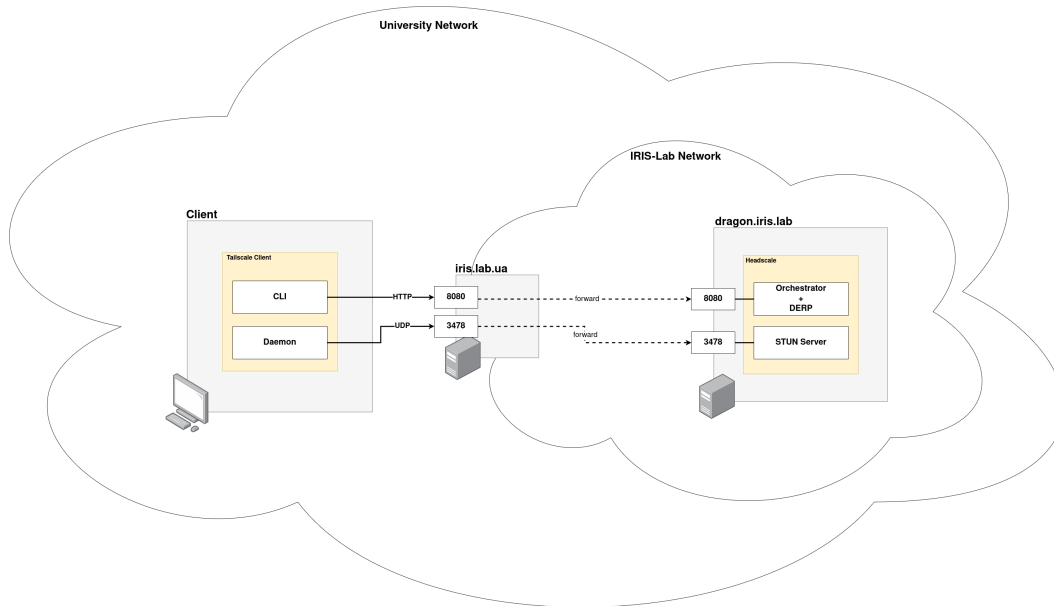 University Network
IRIS-Lab Network
Client
dragon.iris.lab
Tailscale Client
Headscale
iris.lab.ua
CLI
HTTP
8080
forward
8080
Orchestrator
+
DERP
Daemon
UDP
3478
forward
3478
STUN Server